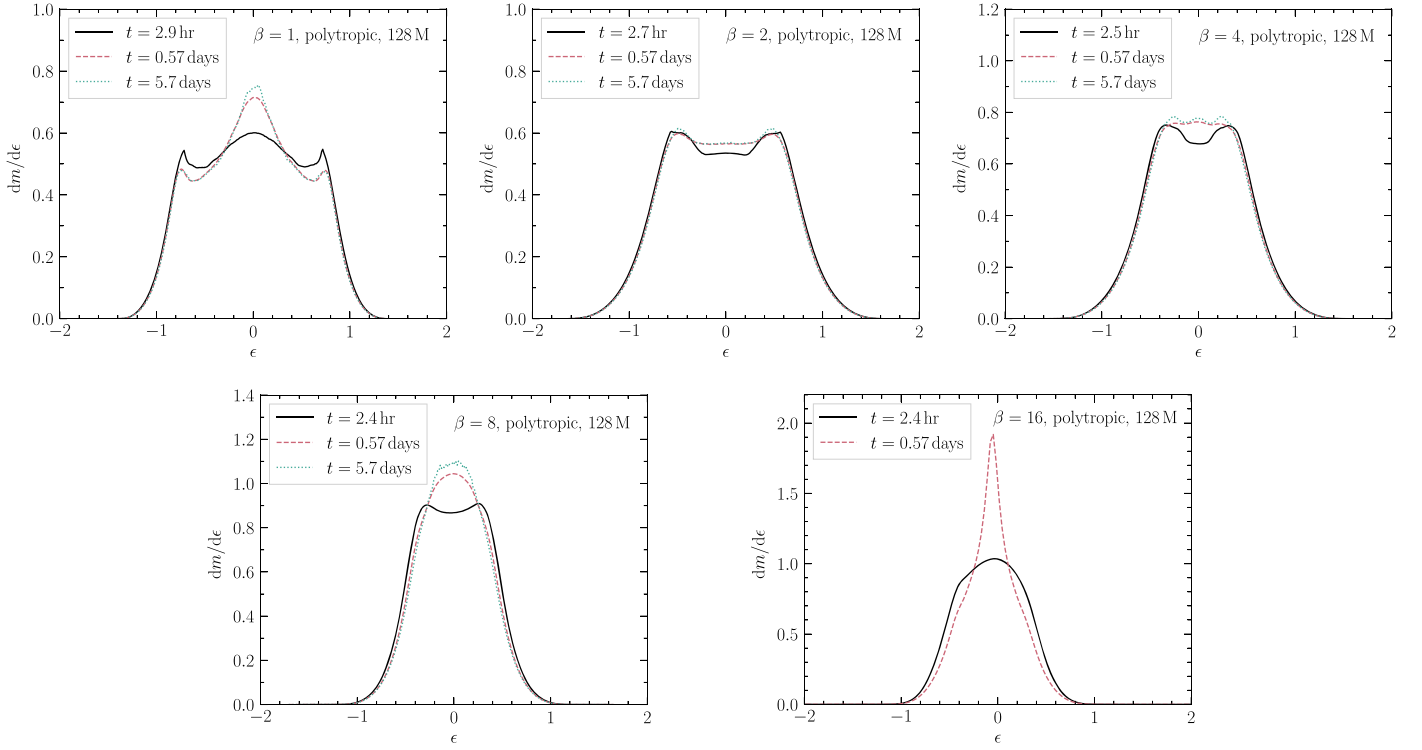 1.0
0.8
0.6
0.4
0.2
0.0
dm/dϵ
t = 2.9 hr
t = 0.57 days
t = 5.7 days
β = 1, polytropic, 128 M
−2
−1
0
1
2
ϵ
1.0
0.8
0.6
0.4
0.2
0.0
dm/dϵ
t = 2.7 hr
t = 0.57 days
t = 5.7 days
β = 2, polytropic, 128 M
−2
−1
0
1
2
ϵ
1.2
1.0
0.8
0.6
0.4
0.2
0.0
dm/dϵ
t = 2.5 hr
t = 0.57 days
t = 5.7 days
β = 4, polytropic, 128 M
−2
−1
0
1
2
ϵ
1.4
1.2
1.0
0.8
0.6
0.4
0.2
0.0
dm/dϵ
t = 2.4 hr
t = 0.57 days
t = 5.7 days
β = 8, polytropic, 128 M
−2
−1
0
1
2
ϵ
2.0
1.5
1.0
0.5
0.0
dm/dϵ
t = 2.4 hr
t = 0.57 days
β = 16, polytropic, 128 M
−2
−1
0
1
2
ϵ